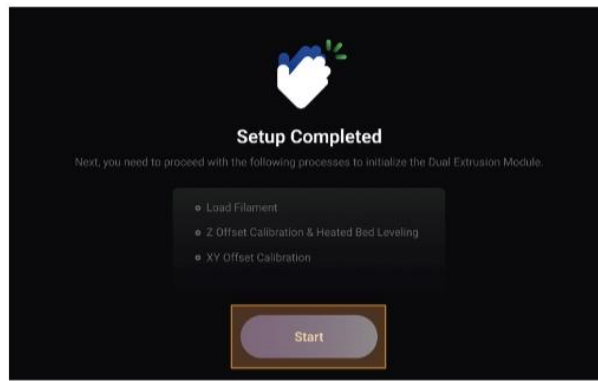 Setup Completed
Next, you need to proceed with the following processes to initialize the Dual Extrusion Module.
Load Filament
Z Offset Calibration & Heated Bed Leveling
XY Offset Calibration
Start